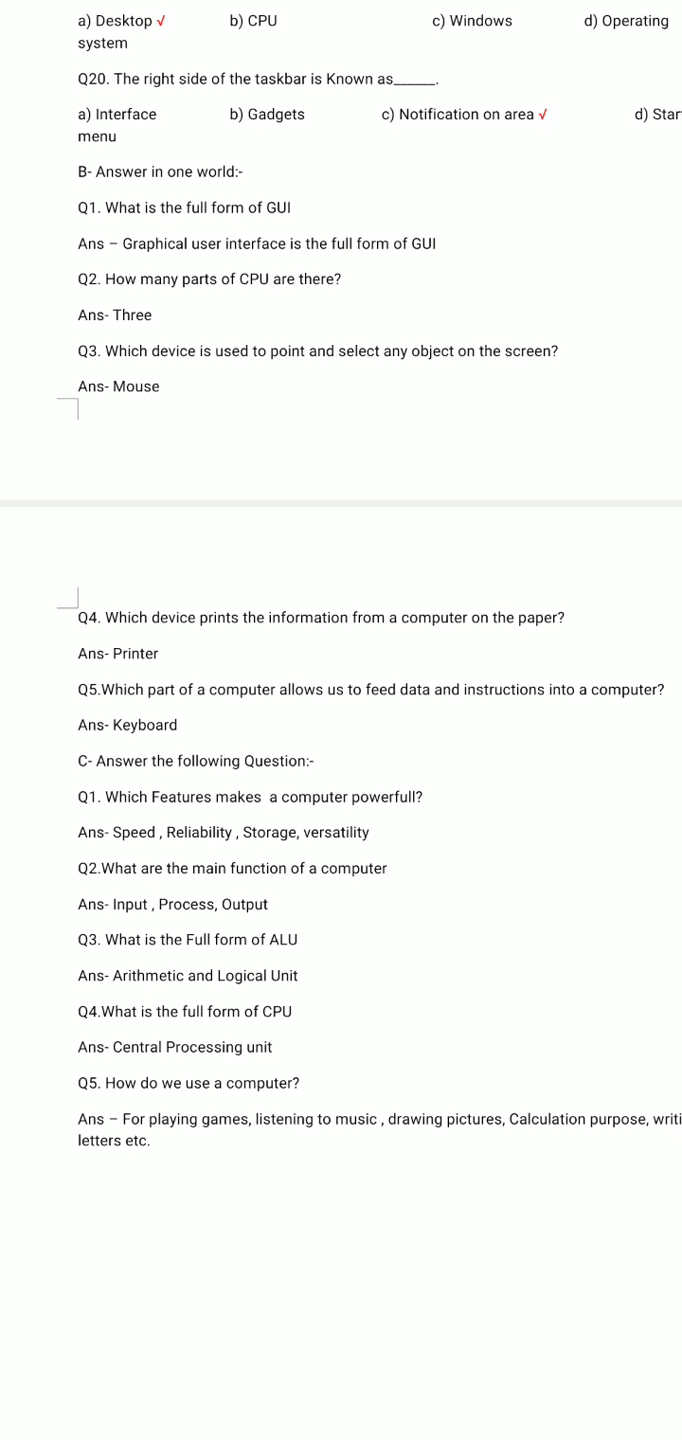 a) Desktop √ b) CPU c) Windows d) Operating
system
Q20. The right side of the taskbar is Known as______.
a) Interface b) Gadgets c) Notification on area √ d) Star
menu
B- Answer in one world:-
Q1. What is the full form of GUI
Ans – Graphical user interface is the full form of GUI
Q2. How many parts of CPU are there?
Ans- Three
Q3. Which device is used to point and select any object on the screen?
Ans- Mouse
Q4. Which device prints the information from a computer on the paper?
Ans- Printer
Q5.Which part of a computer allows us to feed data and instructions into a computer?
Ans- Keyboard
C- Answer the following Question:-
Q1. Which Features makes  a computer powerfull?
Ans- Speed , Reliability , Storage, versatility
Q2.What are the main function of a computer
Ans- Input , Process, Output
Q3. What is the Full form of ALU
Ans- Arithmetic and Logical Unit
Q4.What is the full form of CPU
Ans- Central Processing unit
Q5. How do we use a computer?
Ans – For playing games, listening to music , drawing pictures, Calculation purpose, writi
letters etc.